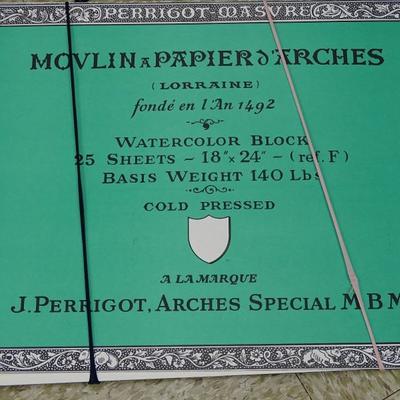 PERRIGOT MASURE
MOVLIN A PAPIER D'ARCHES
(LORRAINE)
fondé en l'An 1492
WATERCOLOR BLOCK
25 SHEETS ~ 18" x 24" ~ (ref. F)
BASIS WEIGHT 140 Lbs
COLD PRESSED
A LA MARQUE
J. PERRIGOT, ARCHES SPECIAL M B M